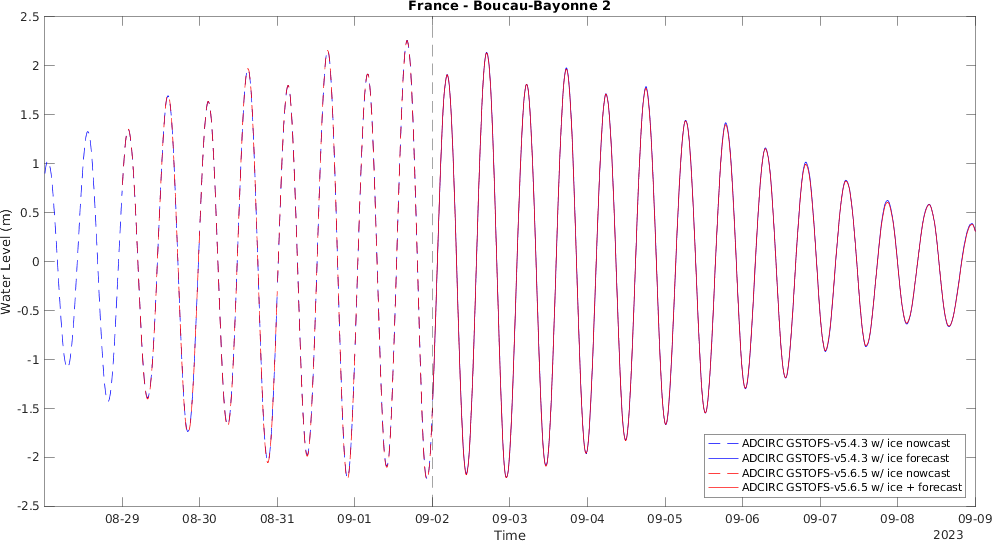 France - Boucau-Bayonne 2
2.5
2
1.5
1
0.5
0
-0.5
-1
-1.5
-2
-2.5
Water Level (m)
08-29 08-30 08-31 09-01 09-02 09-03 09-04 09-05 09-06 09-07 09-08 09-09
Time
2023
ADCIRC GSTOFS-v5.4.3 w/ ice nowcast
ADCIRC GSTOFS-v5.4.3 w/ ice forecast
ADCIRC GSTOFS-v5.6.5 w/ ice nowcast
ADCIRC GSTOFS-v5.6.5 w/ ice + forecast